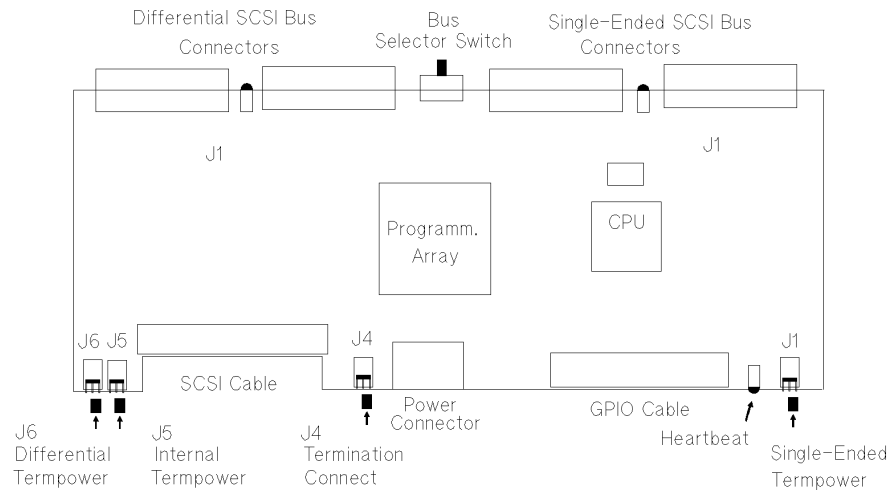 Differential SCSI Bus
Connectors
Bus
Selector Switch
Single-Ended SCSI Bus
Connectors
J1
J1
Programm.
Array
CPU
J6
J5
J4
J1
SCSI Cable
Power
Connector
GPIO Cable
Heartbeat
J6
Differential
Termpower
J5
Internal
Termpower
J4
Termination
Connect
Single-Ended
Termpower